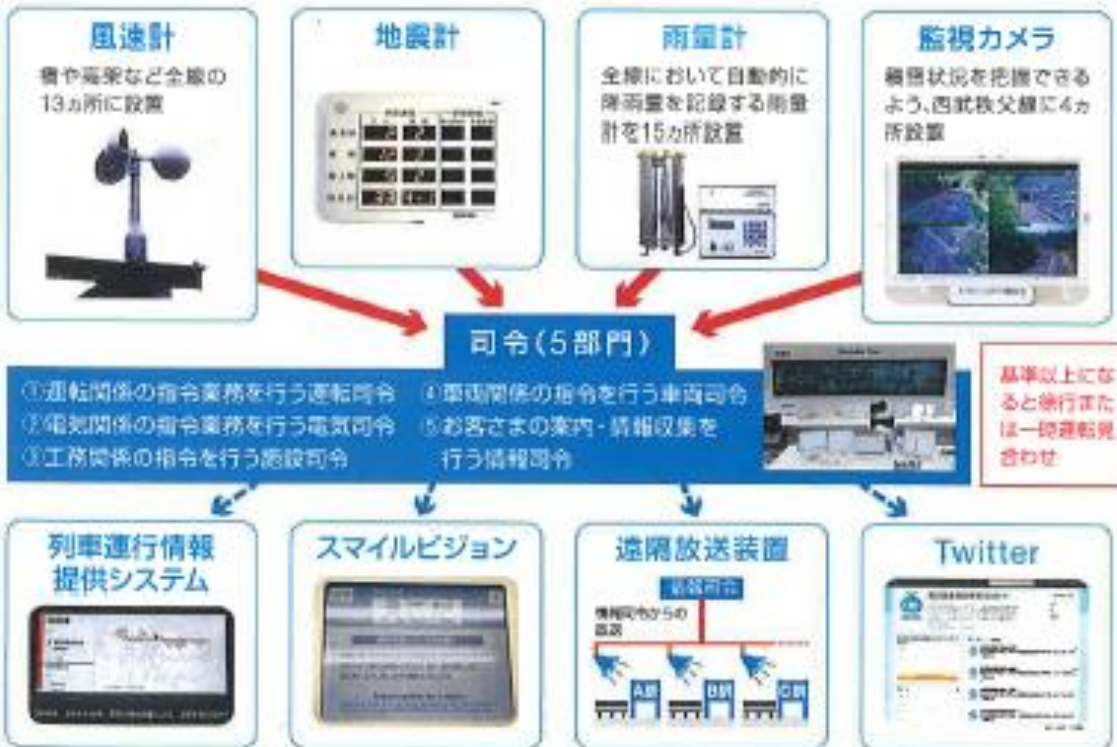 風速計
橋や高架など全線の
13ヵ所に設置
地震計
雨量計
全線において自動的に
降雨量を記録する雨量
計を15ヵ所設置
監視カメラ
積雪状況を把握できる
よう、西武秩父線に4ヵ
所設置
司令(5部門)
①運転関係の指令業務を行う運転司令
②電気関係の指令業務を行う電気司令
③工務関係の指令を行う施設司令
④車両関係の指令を行う車両司令
⑤お客さまの案内・情報収集を
行う情報司令
基準以上にな
ると徐行また
は一時運転見
合わせ
列車運行情報
提供システム
スマイルビジョン
遠隔放送装置
情報司令
情報司令からの
放送
A駅
B駅
C駅
Twitter